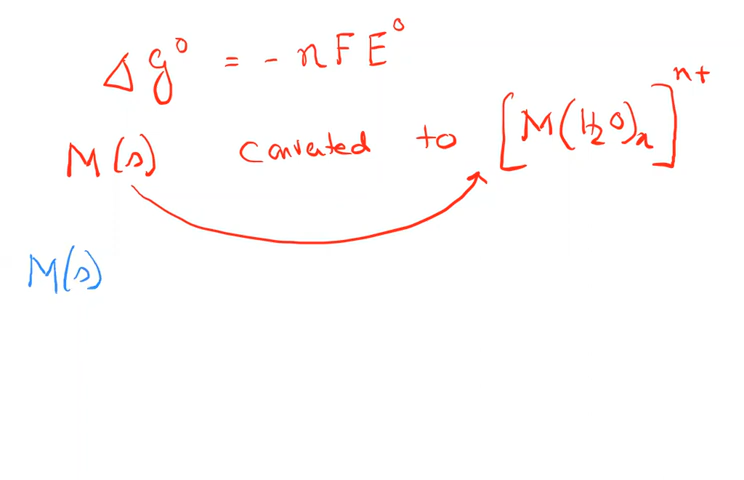 ΔG° = - nFE°
M(s) converted to [M(H₂O)ₓ]ⁿ⁺
M(s)